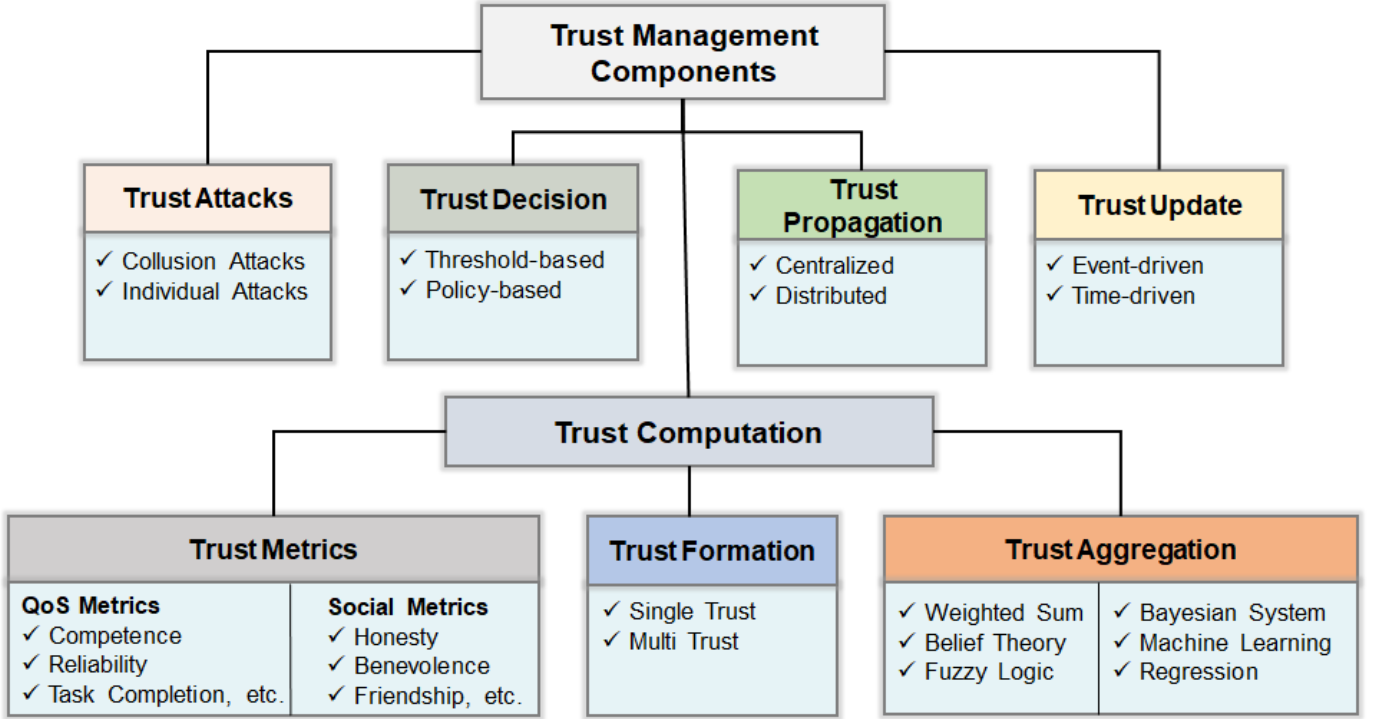 Trust Management
Components
Trust Attacks
✓ Collusion Attacks
✓ Individual Attacks
Trust Decision
✓ Threshold-based
✓ Policy-based
Trust
Propagation
✓ Centralized
✓ Distributed
Trust Update
✓ Event-driven
✓ Time-driven
Trust Computation
Trust Metrics
QoS Metrics
✓ Competence
✓ Reliability
✓ Task Completion, etc.
Social Metrics
✓ Honesty
✓ Benevolence
✓ Friendship, etc.
Trust Formation
✓ Single Trust
✓ Multi Trust
Trust Aggregation
✓ Weighted Sum
✓ Belief Theory
✓ Fuzzy Logic
✓ Bayesian System
✓ Machine Learning
✓ Regression